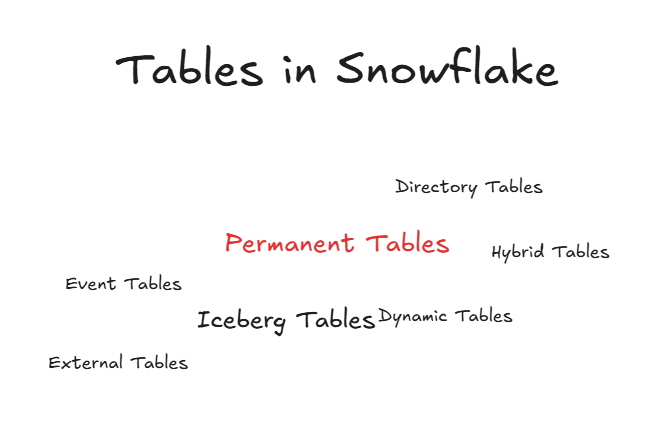 Tables in Snowflake
Directory Tables
Permanent Tables
Hybrid Tables
Event Tables
Iceberg Tables
Dynamic Tables
External Tables